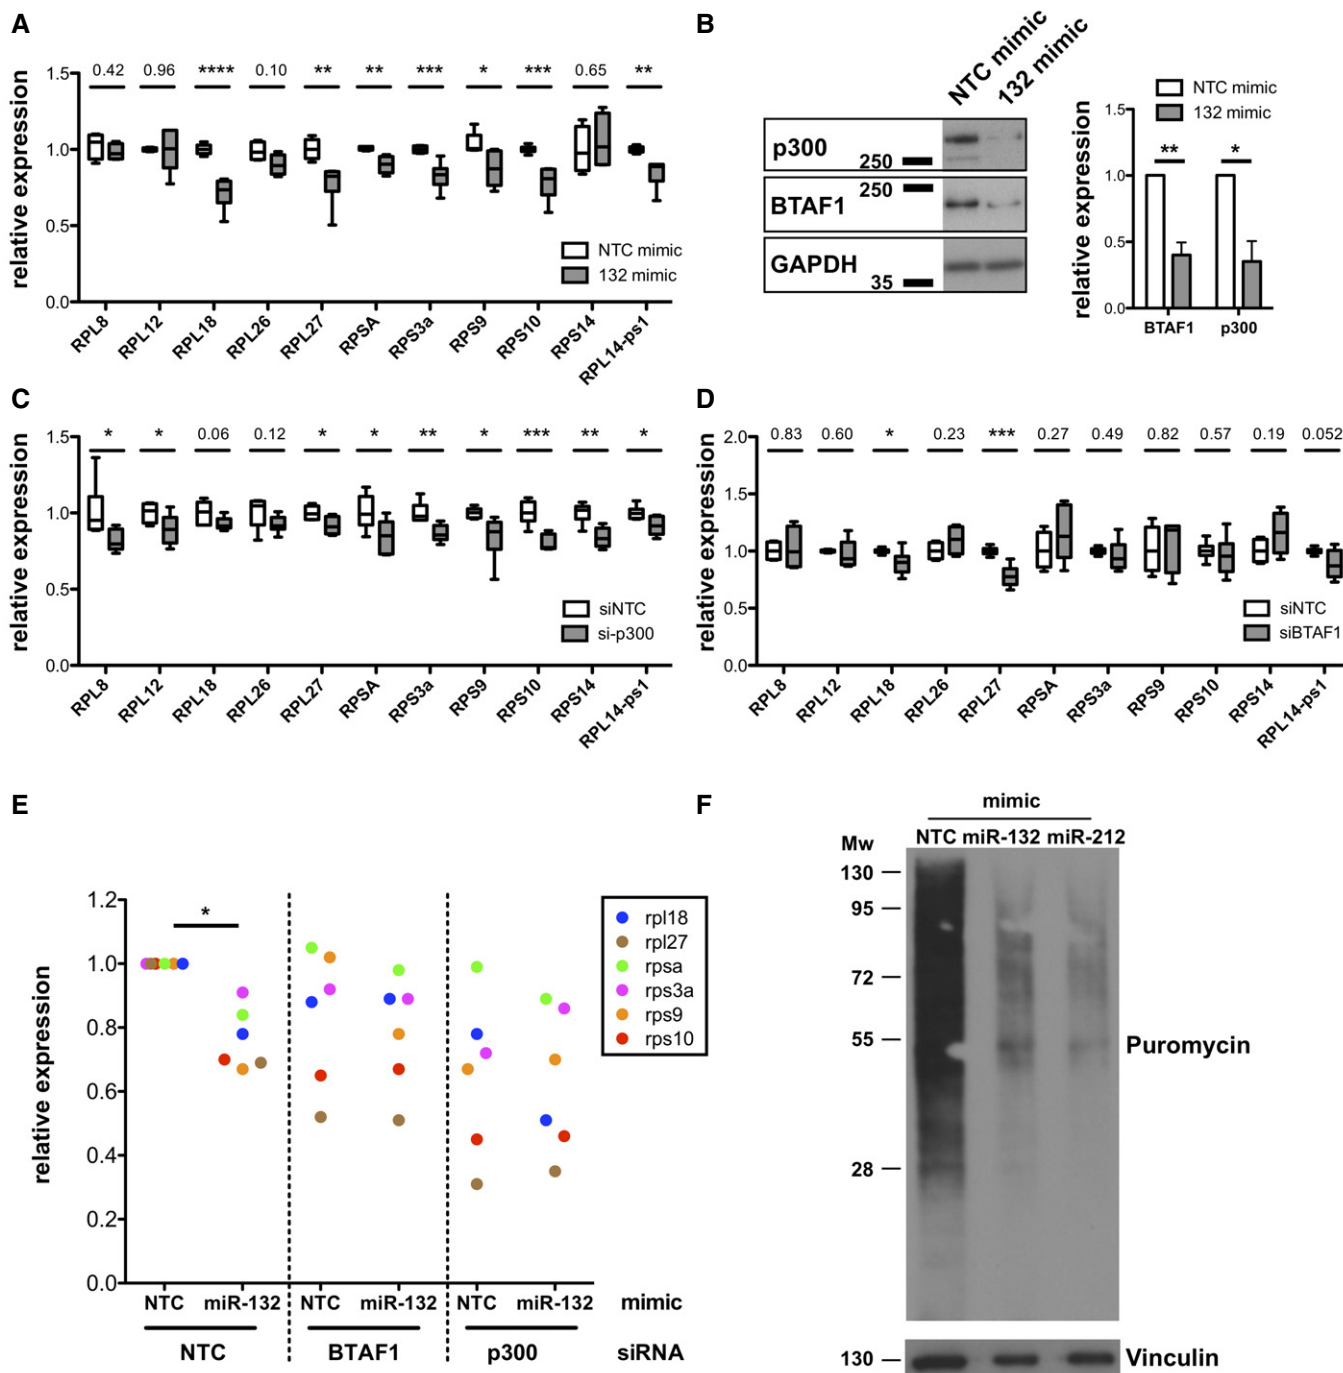 A
0.42 0.96 **** 0.10 ** ** *** * *** 0.65 **
relative expression
1.5
1.0
0.5
0.0
NTC mimic
132 mimic
RPL8 RPL12 RPL18 RPL26 RPL27 RPSA RPS3a RPS9 RPS10 RPS14 RPL14-ps1
B
NTC mimic
132 mimic
p300
250
BTAF1
250
GAPDH
35
NTC mimic
132 mimic
relative expression
1.5
1.0
0.5
0.0
** *
BTAF1 p300
C
* * 0.06 0.12 * * ** * *** ** *
relative expression
1.5
1.0
0.5
0.0
siNTC
si-p300
RPL8 RPL12 RPL18 RPL26 RPL27 RPSA RPS3a RPS9 RPS10 RPS14 RPL14-ps1
D
0.83 0.60 * 0.23 *** 0.27 0.49 0.82 0.57 0.19 0.052
relative expression
2.0
1.5
1.0
0.5
0.0
siNTC
siBTAF1
RPL8 RPL12 RPL18 RPL26 RPL27 RPSA RPS3a RPS9 RPS10 RPS14 RPL14-ps1
E
relative expression
1.2
1.0
0.8
0.6
0.4
0.2
0.0
*
rpl18
rpl27
rpsa
rps3a
rps9
rps10
NTC miR-132 NTC miR-132 NTC miR-132 mimic
NTC BTAF1 p300 siRNA
F
mimic
Mw NTC miR-132 miR-212
130
95
72
55
28
Puromycin
130
Vinculin